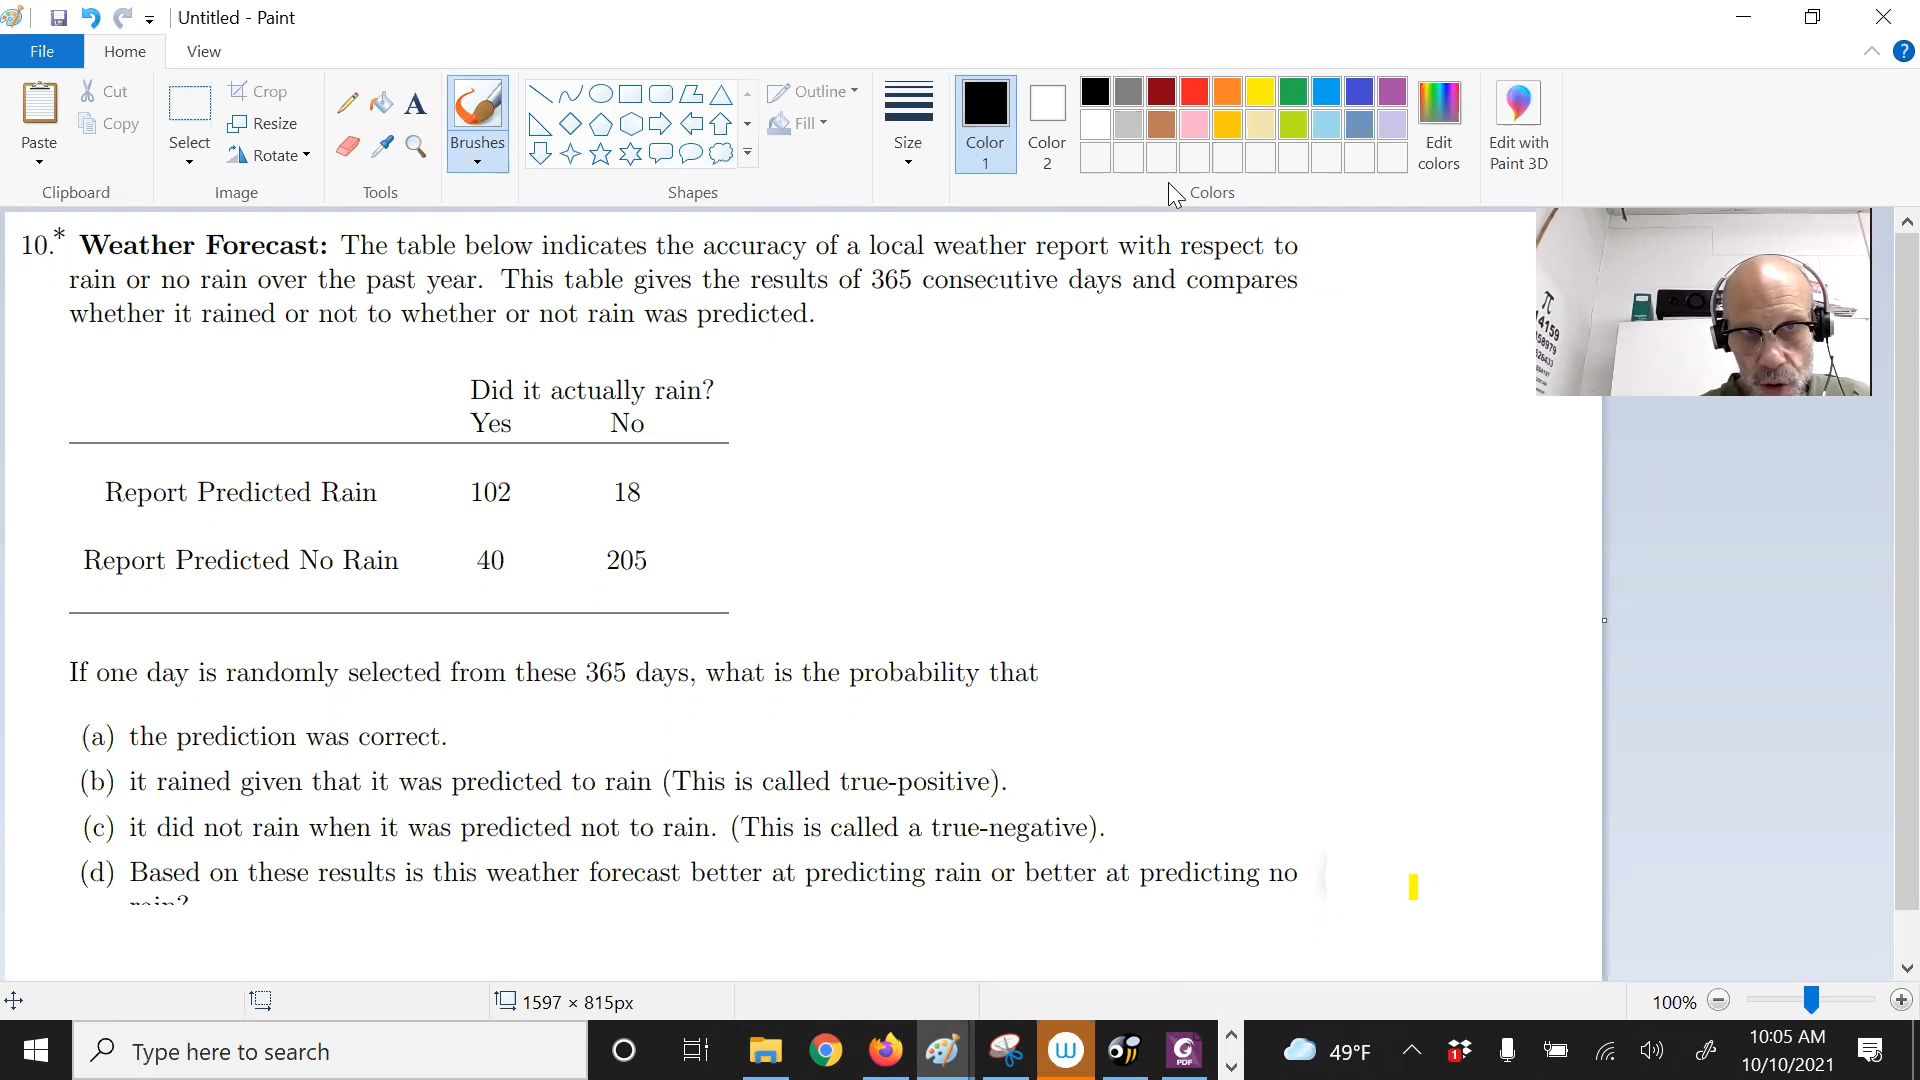 Untitled - Paint
File Home View
Paste
Cut
Copy
Clipboard
Select
Crop
Resize
Rotate
Image
Tools
Brushes
Shapes
Outline
Fill
Size
Color 1
Color 2
Colors
Edit colors
Edit with Paint 3D
10.* Weather Forecast: The table below indicates the accuracy of a local weather report with respect to
rain or no rain over the past year. This table gives the results of 365 consecutive days and compares
whether it rained or not to whether or not rain was predicted.
Did it actually rain?
Yes No
Report Predicted Rain 102 18
Report Predicted No Rain 40 205
If one day is randomly selected from these 365 days, what is the probability that
(a) the prediction was correct.
(b) it rained given that it was predicted to rain (This is called true-positive).
(c) it did not rain when it was predicted not to rain. (This is called a true-negative).
(d) Based on these results is this weather forecast better at predicting rain or better at predicting no
rain?
π
14159
1597 × 815px
100%
Type here to search
PDF
1
49°F
10:05 AM
10/10/2021